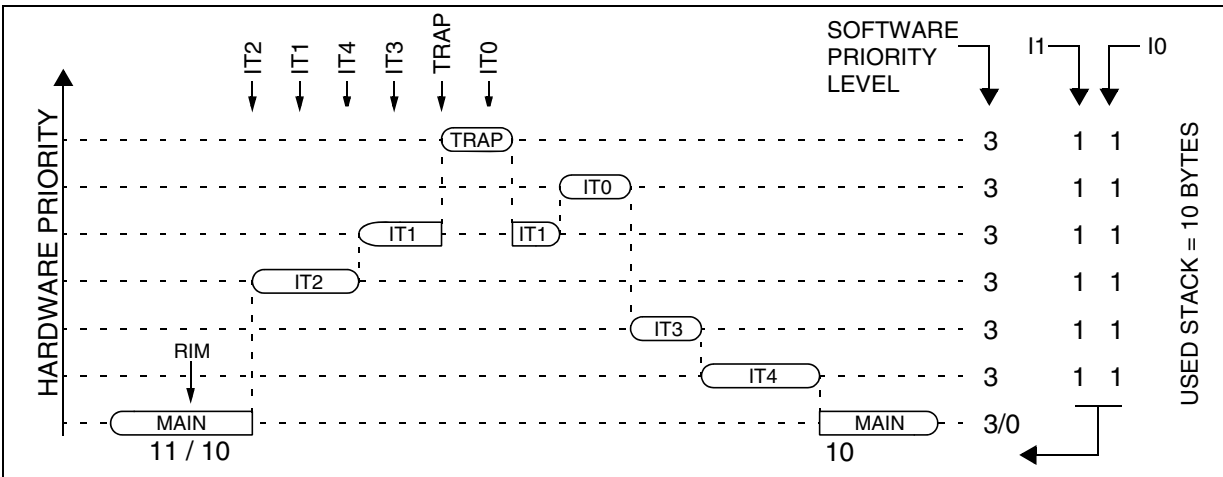 IT2
IT1
IT4
IT3
TRAP
IT0
SOFTWARE
PRIORITY
LEVEL
I1
I0
HARDWARE PRIORITY
TRAP
3
1 1
IT0
3
1 1
IT1
IT1
3
1 1
IT2
3
1 1
IT3
3
1 1
RIM
IT4
3
1 1
MAIN
MAIN
3/0
11 / 10
10
USED STACK = 10 BYTES